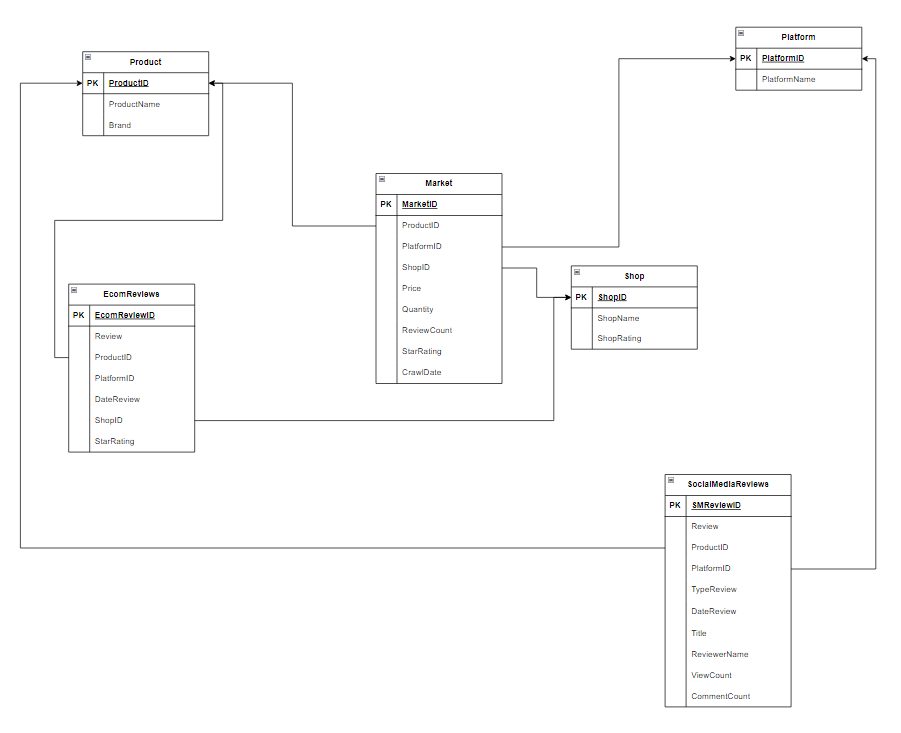 Product
PK ProductID
ProductName
Brand
Platform
PK PlatformID
PlatformName
Market
PK MarketID
ProductID
PlatformID
ShopID
Price
Quantity
ReviewCount
StarRating
CrawlDate
Shop
PK ShopID
ShopName
ShopRating
EcomReviews
PK EcomReviewID
Review
ProductID
PlatformID
DateReview
ShopID
StarRating
SocialMediaReviews
PK SMReviewID
Review
ProductID
PlatformID
TypeReview
DateReview
Title
ReviewerName
ViewCount
CommentCount